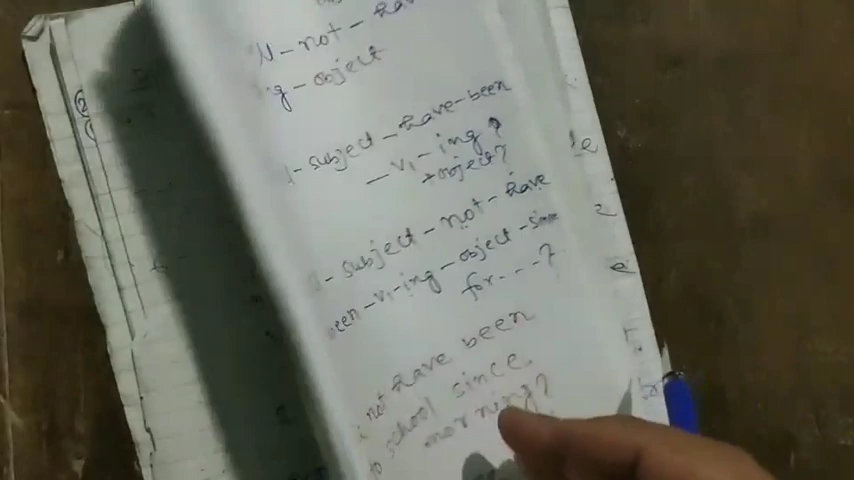 not - have
object
subject - have - been
- v1 - ing?
+ object?
subject - not - have
been - v1 - ing - object - since
for - - - ?
not have been
school since
morning?